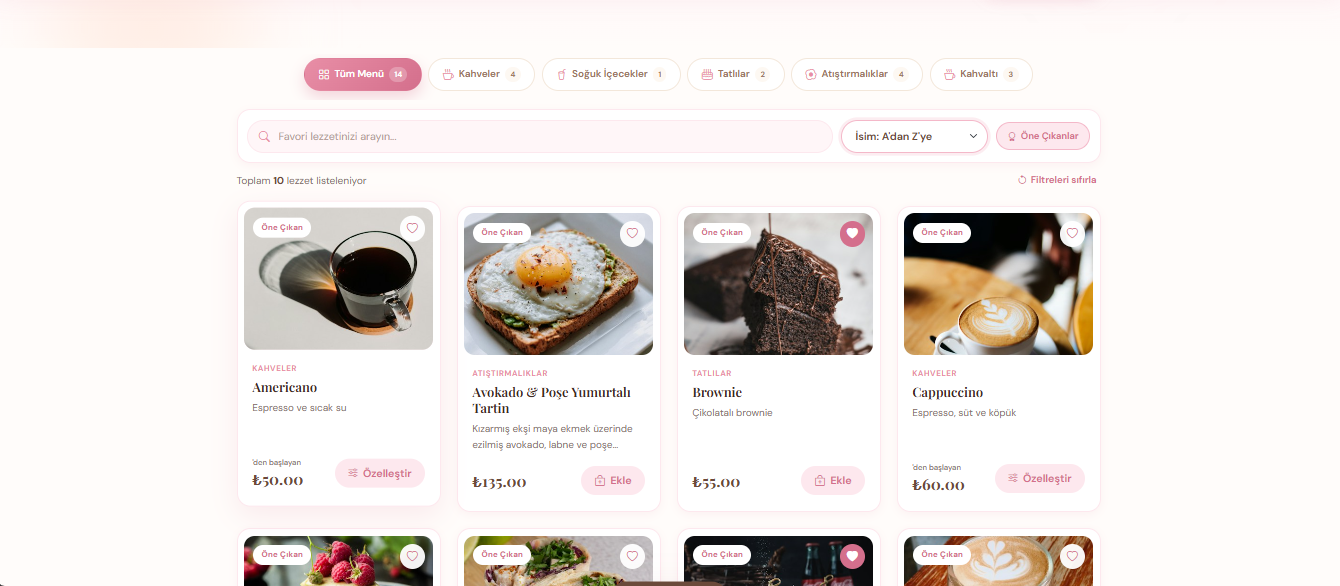 Tüm Menü 14
Kahveler 4
Soğuk İçecekler 1
Tatlılar 2
Atıştırmalıklar 4
Kahvaltı 3
Favori lezzetinizi arayın...
İsim: A'dan Z'ye
Öne Çıkanlar
Toplam 10 lezzet listeleniyor
Filtreleri sıfırla
Öne Çıkan
KAHVELER
Americano
Espresso ve sıcak su
'den başlayan
₺50.00
Özelleştir
Öne Çıkan
ATIŞTIRMALIKLAR
Avokado & Poşe Yumurtalı
Tartin
Kızarmış ekşi maya ekmek üzerinde
ezilmiş avokado, labne ve poşe...
₺135.00
Ekle
Öne Çıkan
TATLILAR
Brownie
Çikolatalı brownie
₺55.00
Ekle
Öne Çıkan
KAHVELER
Cappuccino
Espresso, süt ve köpük
'den başlayan
₺60.00
Özelleştir
Öne Çıkan
Öne Çıkan
Öne Çıkan
Öne Çıkan